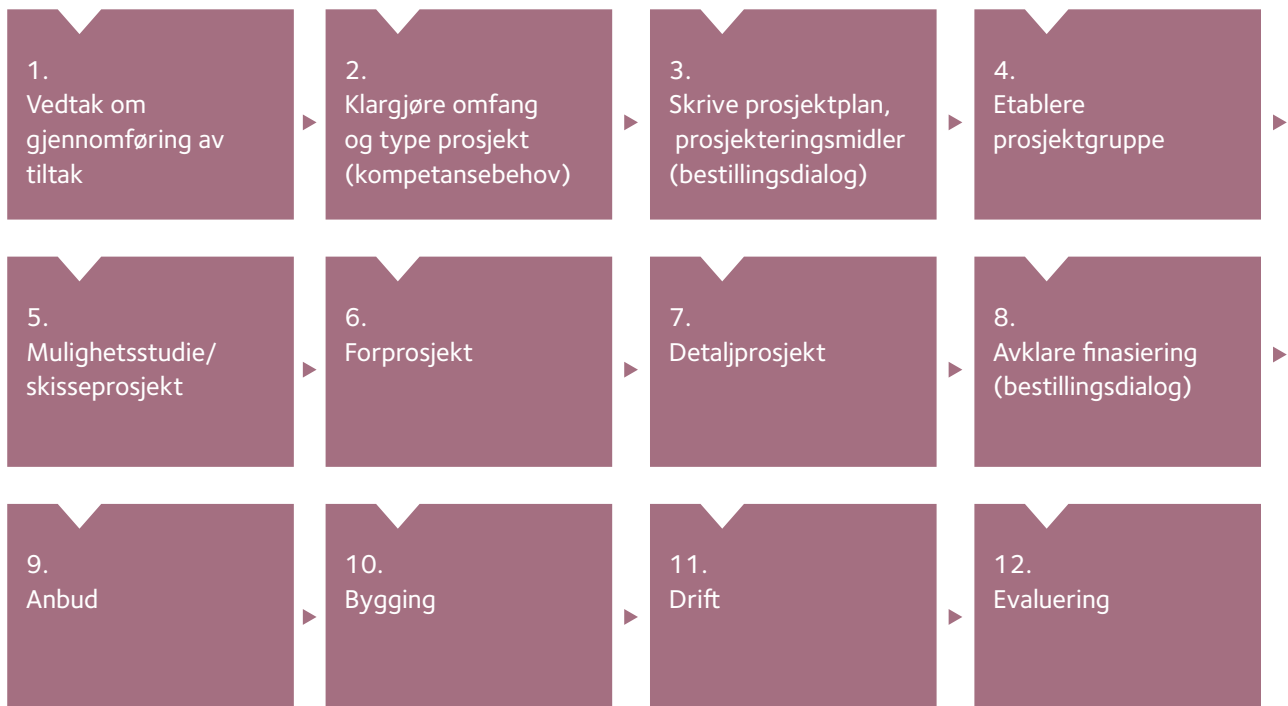 1.
Vedtak om
gjennomføring av
tiltak
2.
Klargjøre omfang
og type prosjekt
(kompetansebehov)
3.
Skrive prosjektplan,
prosjekteringsmidler
(bestillingsdialog)
4.
Etablere
prosjektgruppe
5.
Mulighetsstudie/
skisseprosjekt
6.
Forprosjekt
7.
Detaljprosjekt
8.
Avklare finasiering
(bestillingsdialog)
9.
Anbud
10.
Bygging
11.
Drift
12.
Evaluering